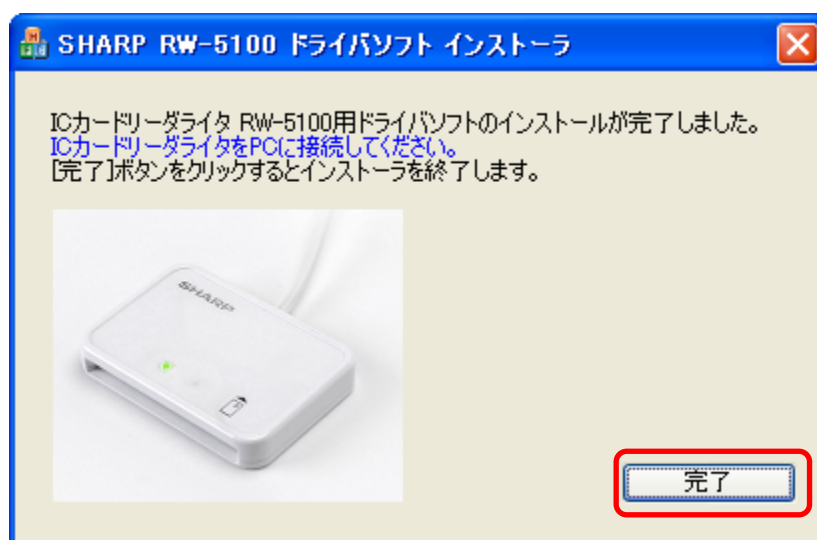 SHARP RW-5100 ドライバソフト インストーラ
ICカードリーダライタ RW-5100用ドライバソフトのインストールが完了しました。
ICカードリーダライタをPCに接続してください。
[完了]ボタンをクリックするとインストーラを終了します。
SHARP
完了